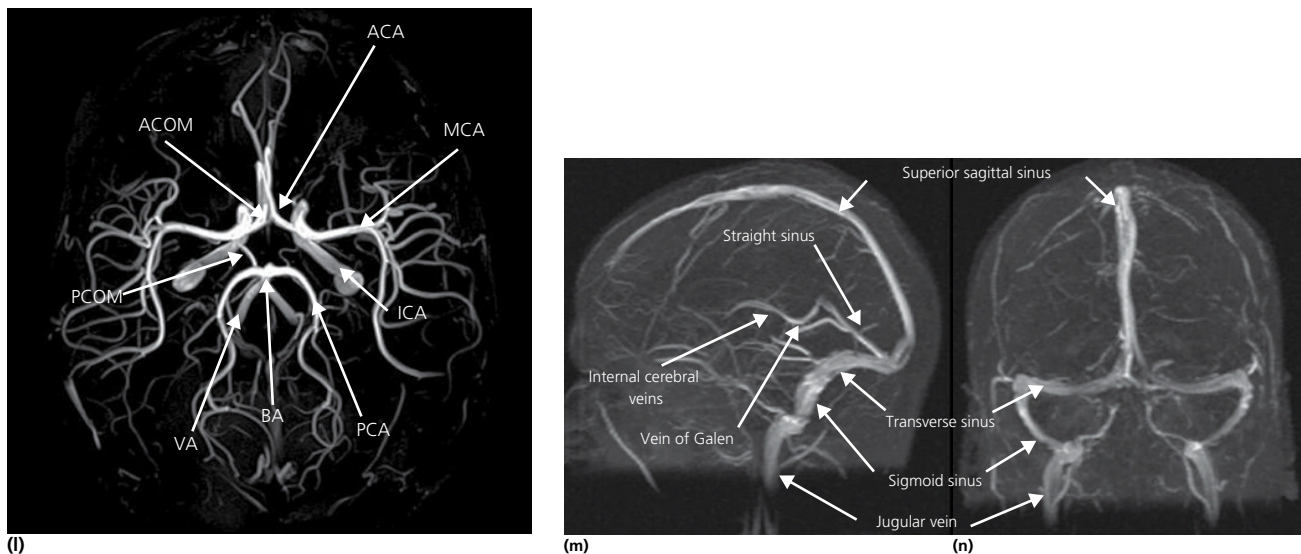 ACA
ACOM
MCA
PCOM
ICA
VA
BA
PCA
(l)
Superior sagittal sinus
Straight sinus
Internal cerebral
veins
Vein of Galen
Transverse sinus
Sigmoid sinus
Jugular vein
(m)
(n)